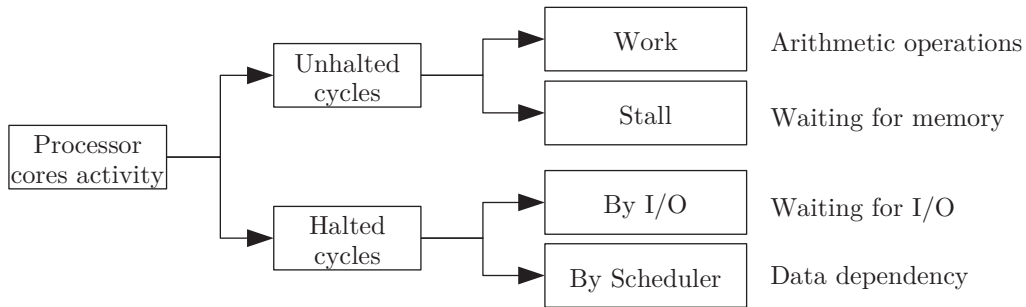 Work
Arithmetic operations
Unhalted
cycles
Stall
Waiting for memory
Processor
cores activity
By I/O
Waiting for I/O
Halted
cycles
By Scheduler
Data dependency